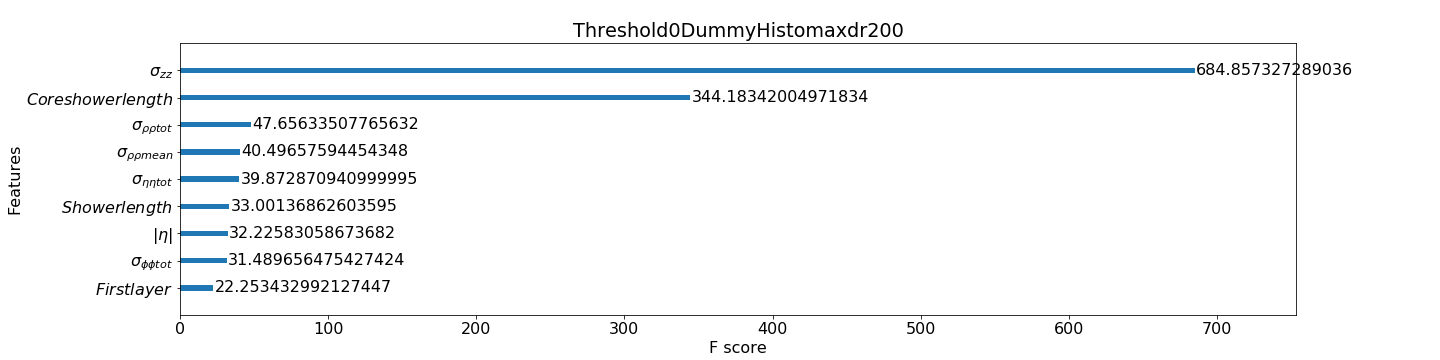 Threshold0DummyHistomaxdr200
σzz 684.857327289036
Coreshowerlength 344.18342004971834
σρρtot 47.65633507765632
σρρmean 40.49657594454348
σηηtot 39.872870940999995
Showerlength 33.00136862603595
|η| 32.22583058673682
σϕϕtot 31.489656475427424
Firstlayer 22.253432992127447
0 100 200 300 400 500 600 700
F score
Features